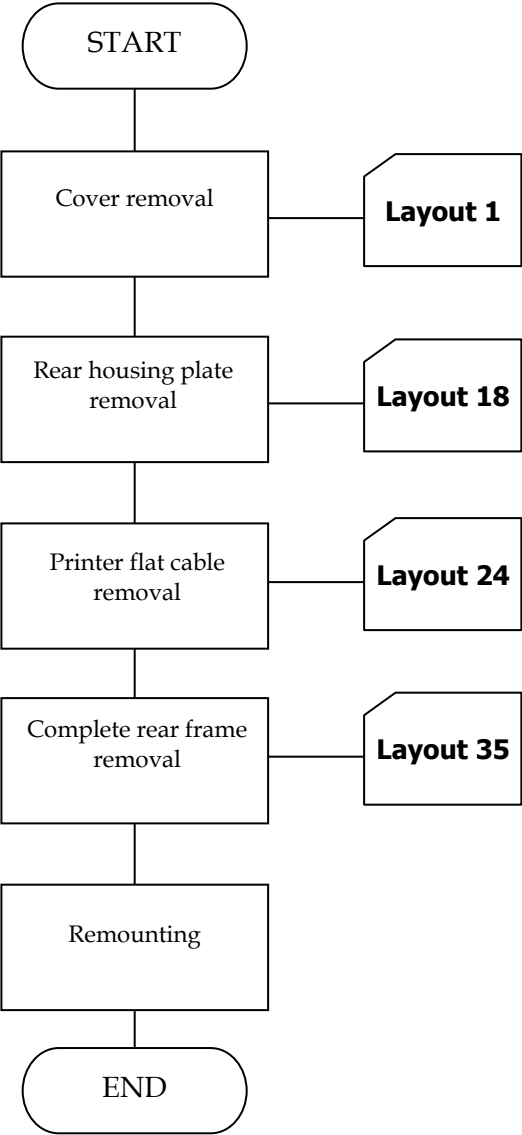 START
Cover removal
Layout 1
Rear housing plate
removal
Layout 18
Printer flat cable
removal
Layout 24
Complete rear frame
removal
Layout 35
Remounting
END